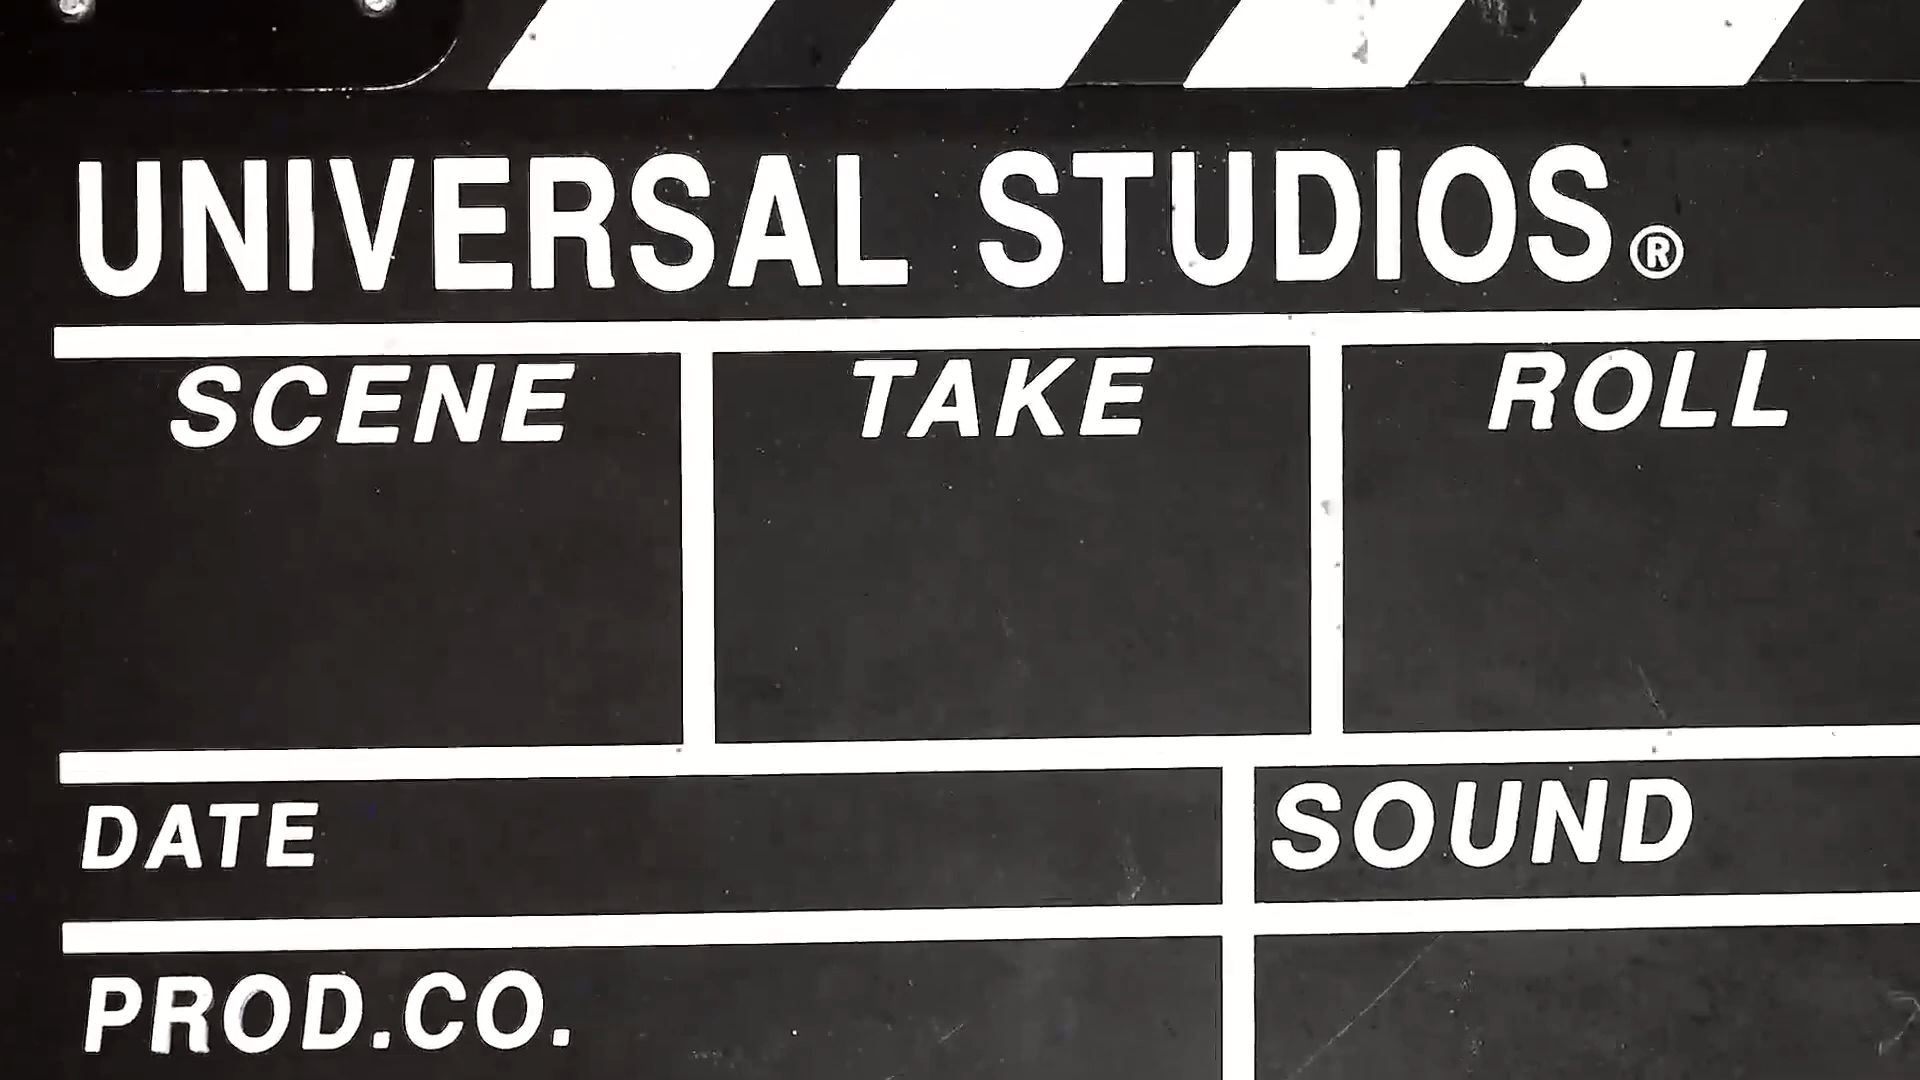 UNIVERSAL STUDIOS®
SCENE TAKE ROLL
DATE SOUND
PROD.CO.